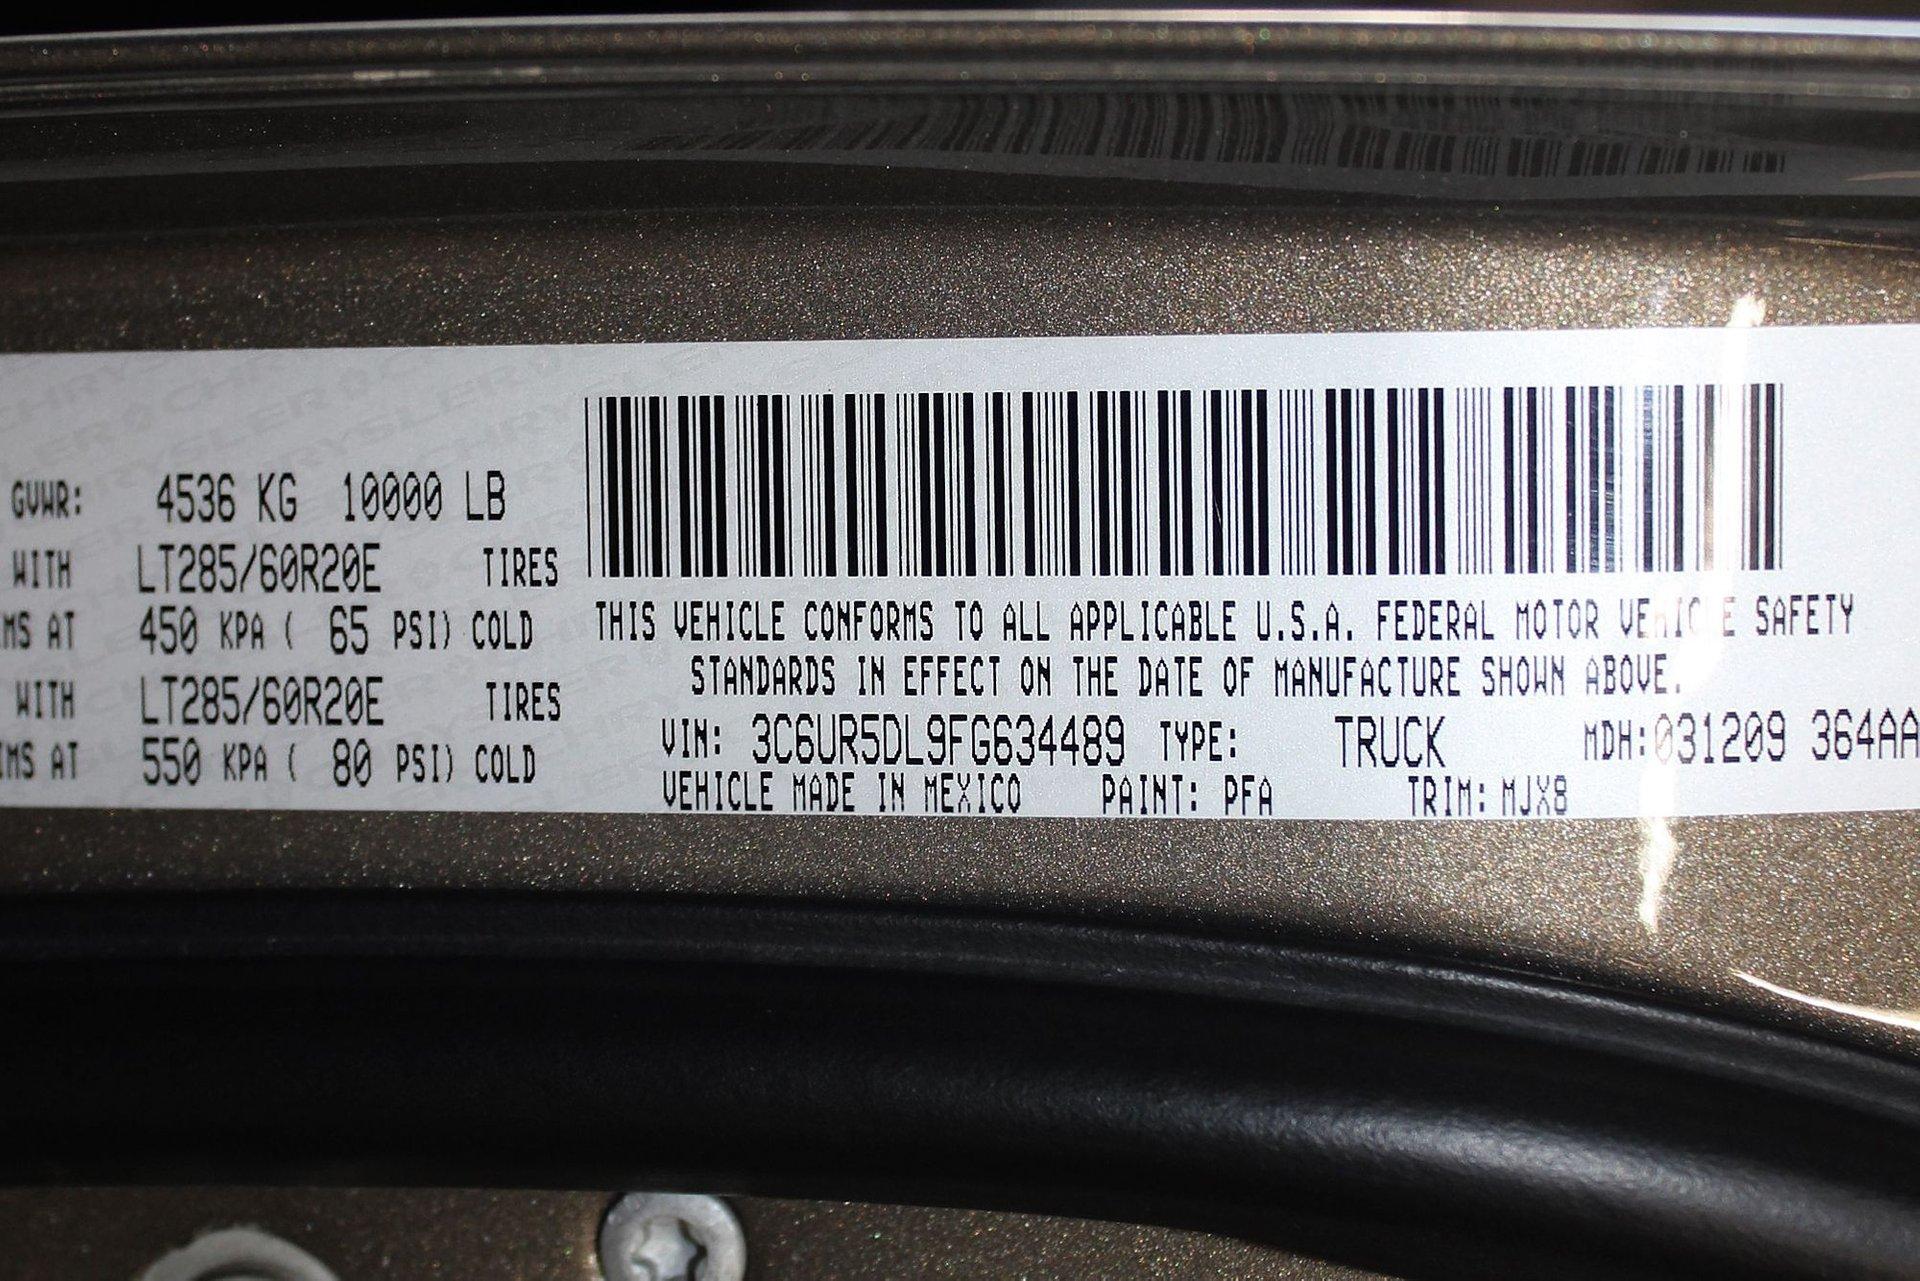 GVWR: 4536 KG 10000 LB
WITH LT285/60R20E TIRES
MS AT 450 KPA ( 65 PSI) COLD
WITH LT285/60R20E TIRES
MS AT 550 KPA ( 80 PSI) COLD
THIS VEHICLE CONFORMS TO ALL APPLICABLE U.S.A. FEDERAL MOTOR VEHICLE SAFETY
STANDARDS IN EFFECT ON THE DATE OF MANUFACTURE SHOWN ABOVE.
VIN: 3C6UR5DL9FG634489 TYPE: TRUCK MDH:031209 364AA
VEHICLE MADE IN MEXICO PAINT: PFA TRIM: MJX8